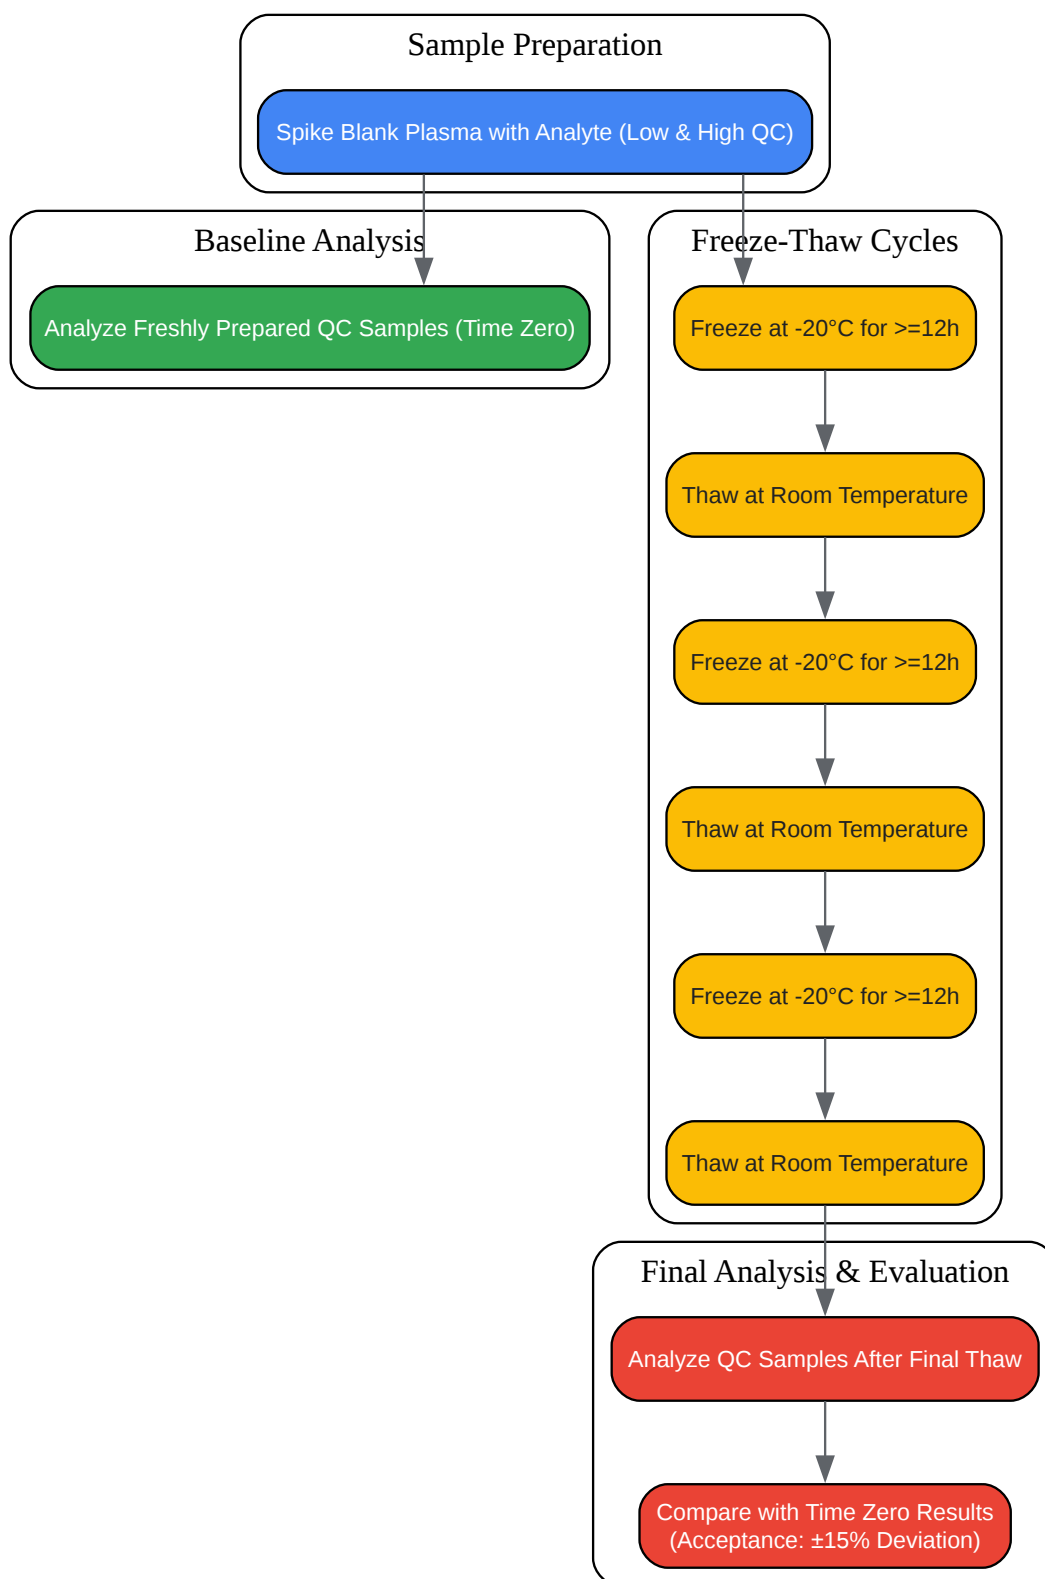 Sample Preparation
Spike Blank Plasma with Analyte (Low & High QC)
Baseline Analysis
Analyze Freshly Prepared QC Samples (Time Zero)
Freeze-Thaw Cycles
Freeze at -20°C for >=12h
Thaw at Room Temperature
Freeze at -20°C for >=12h
Thaw at Room Temperature
Freeze at -20°C for >=12h
Thaw at Room Temperature
Final Analysis & Evaluation
Analyze QC Samples After Final Thaw
Compare with Time Zero Results
(Acceptance: ±15% Deviation)